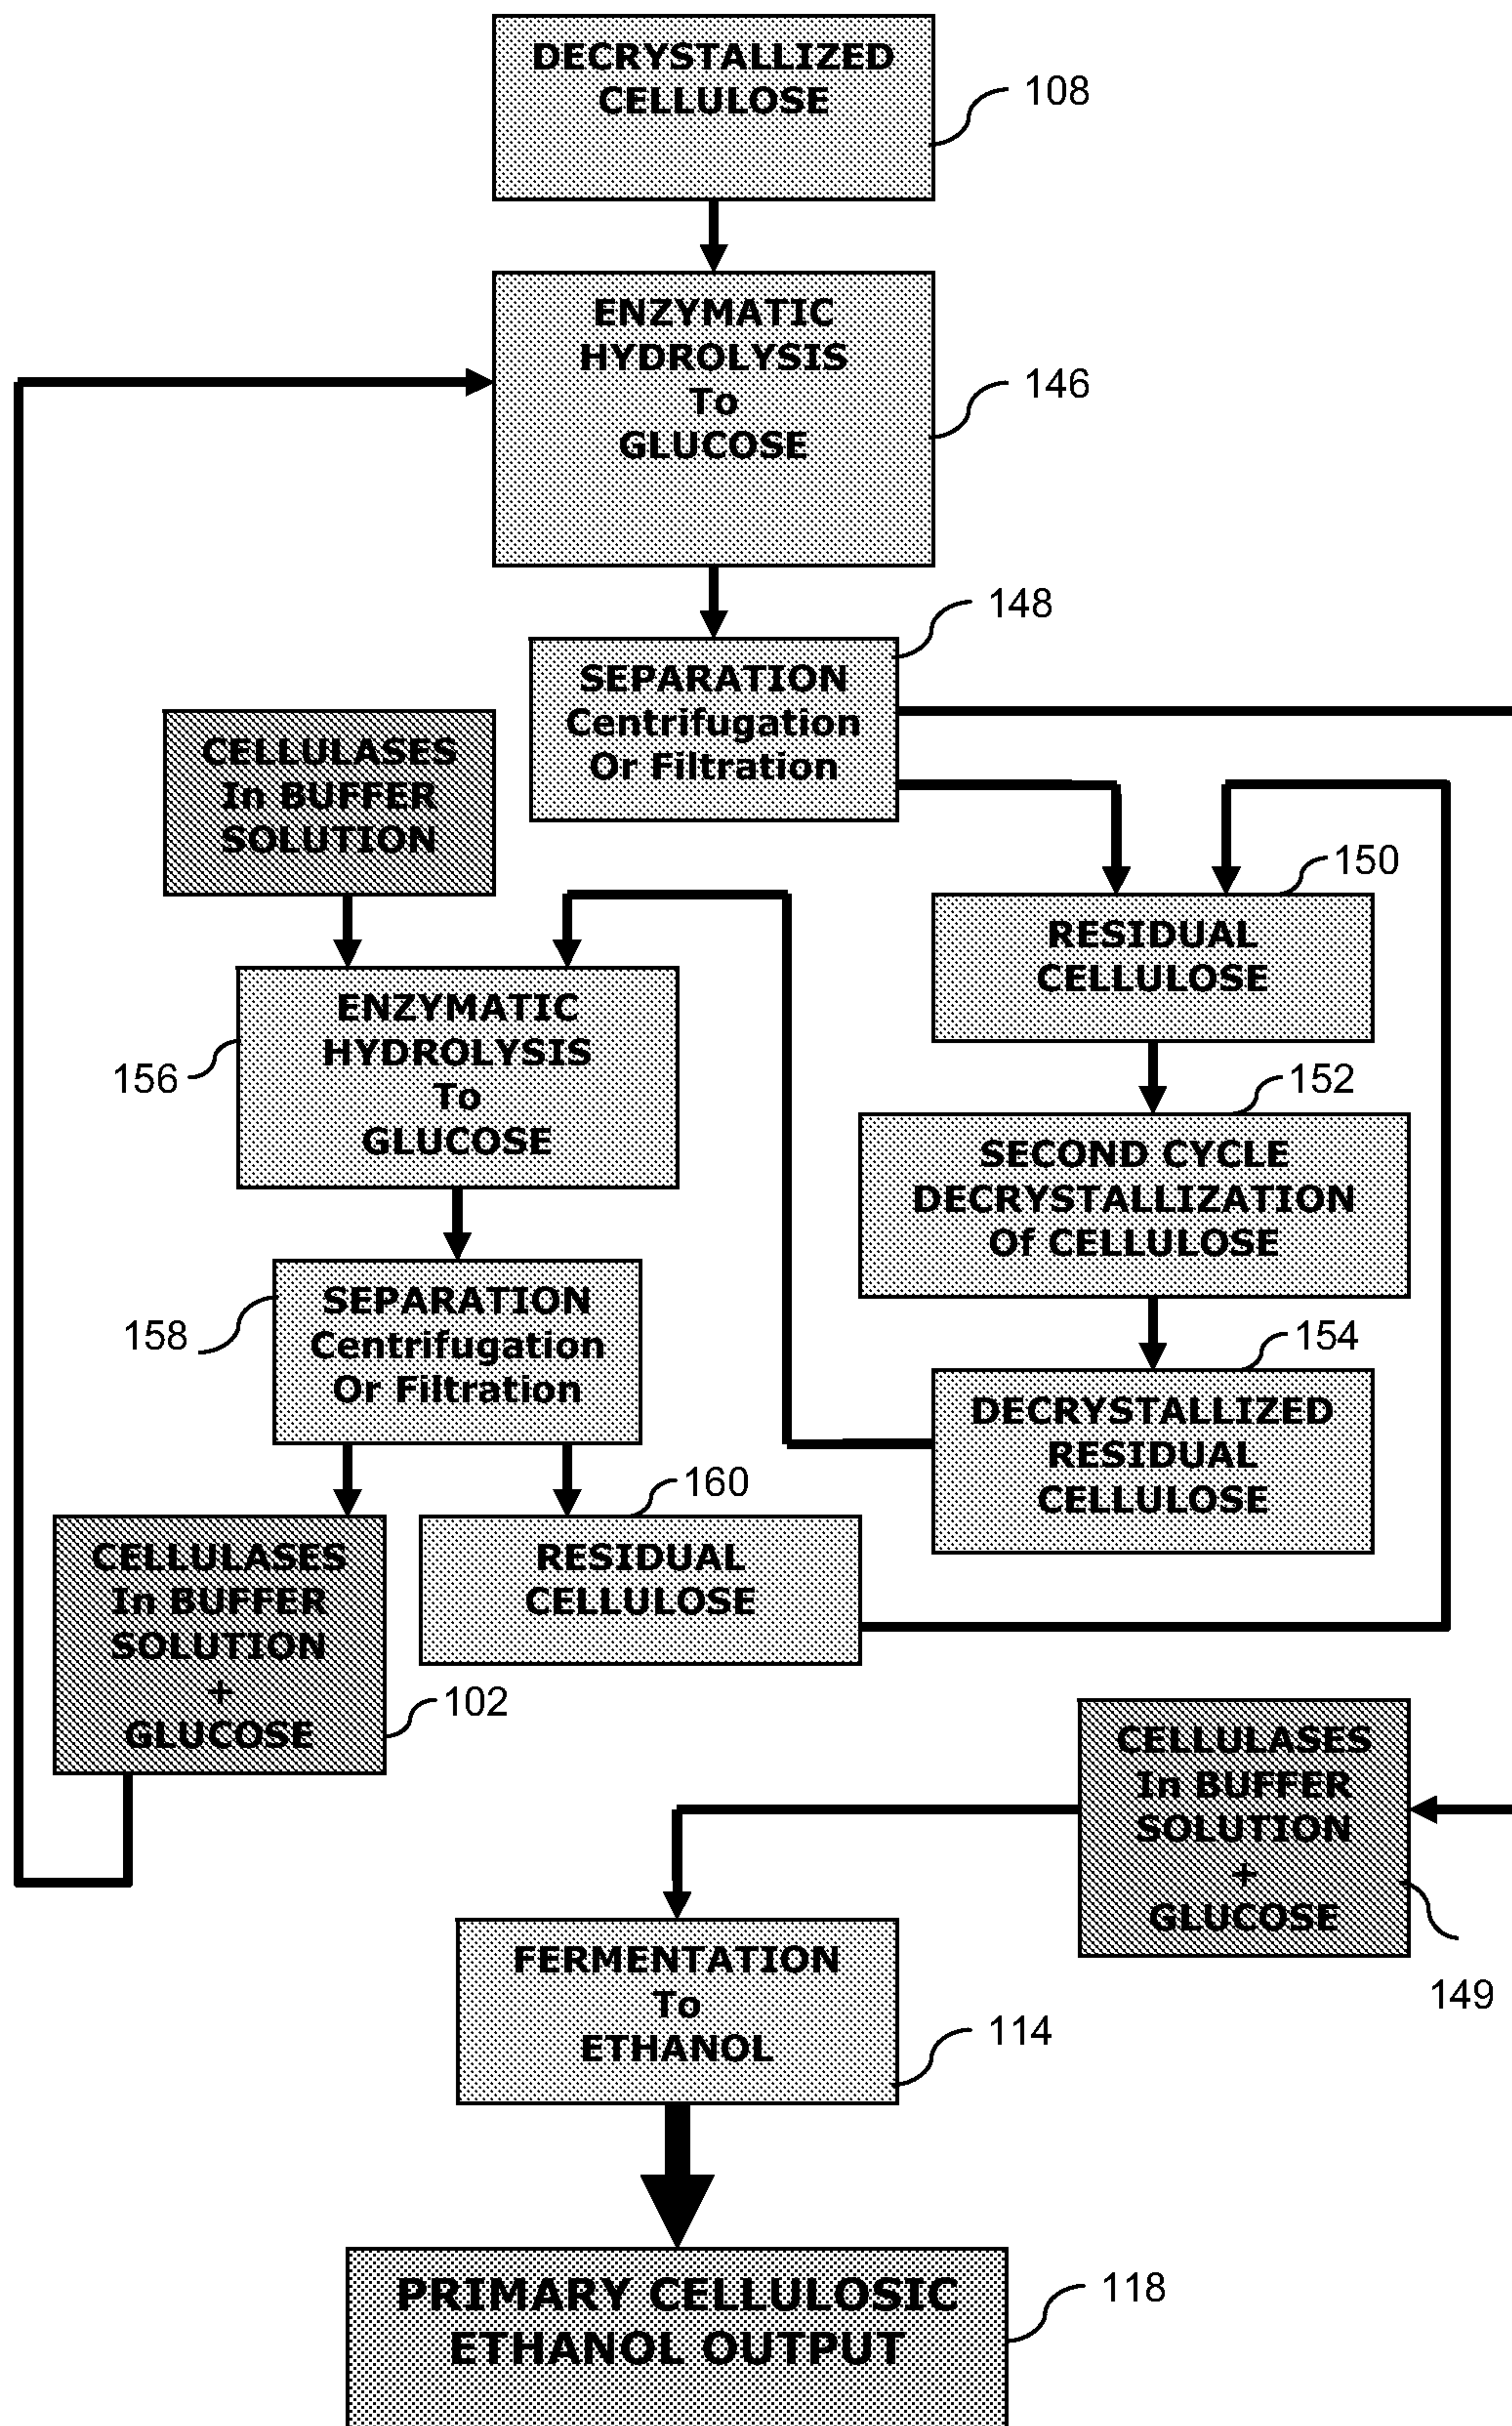 DECRYSTALLIZED
CELLULOSE
108
ENZYMATIC
HYDROLYSIS
To
GLUCOSE
146
148
SEPARATION
Centrifugation
Or Filtration
CELLULASES
In BUFFER
SOLUTION
150
RESIDUAL
CELLULOSE
ENZYMATIC
HYDROLYSIS
To
GLUCOSE
156
152
SECOND CYCLE
DECRYSTALLIZATION
Of CELLULOSE
SEPARATION
Centrifugation
Or Filtration
158
154
DECRYSTALLIZED
RESIDUAL
CELLULOSE
160
RESIDUAL
CELLULOSE
CELLULASES
In BUFFER
SOLUTION
+
GLUCOSE
102
CELLULASES
In BUFFER
SOLUTION
+
GLUCOSE
149
FERMENTATION
To
ETHANOL
114
PRIMARY CELLULOSIC
ETHANOL OUTPUT
118